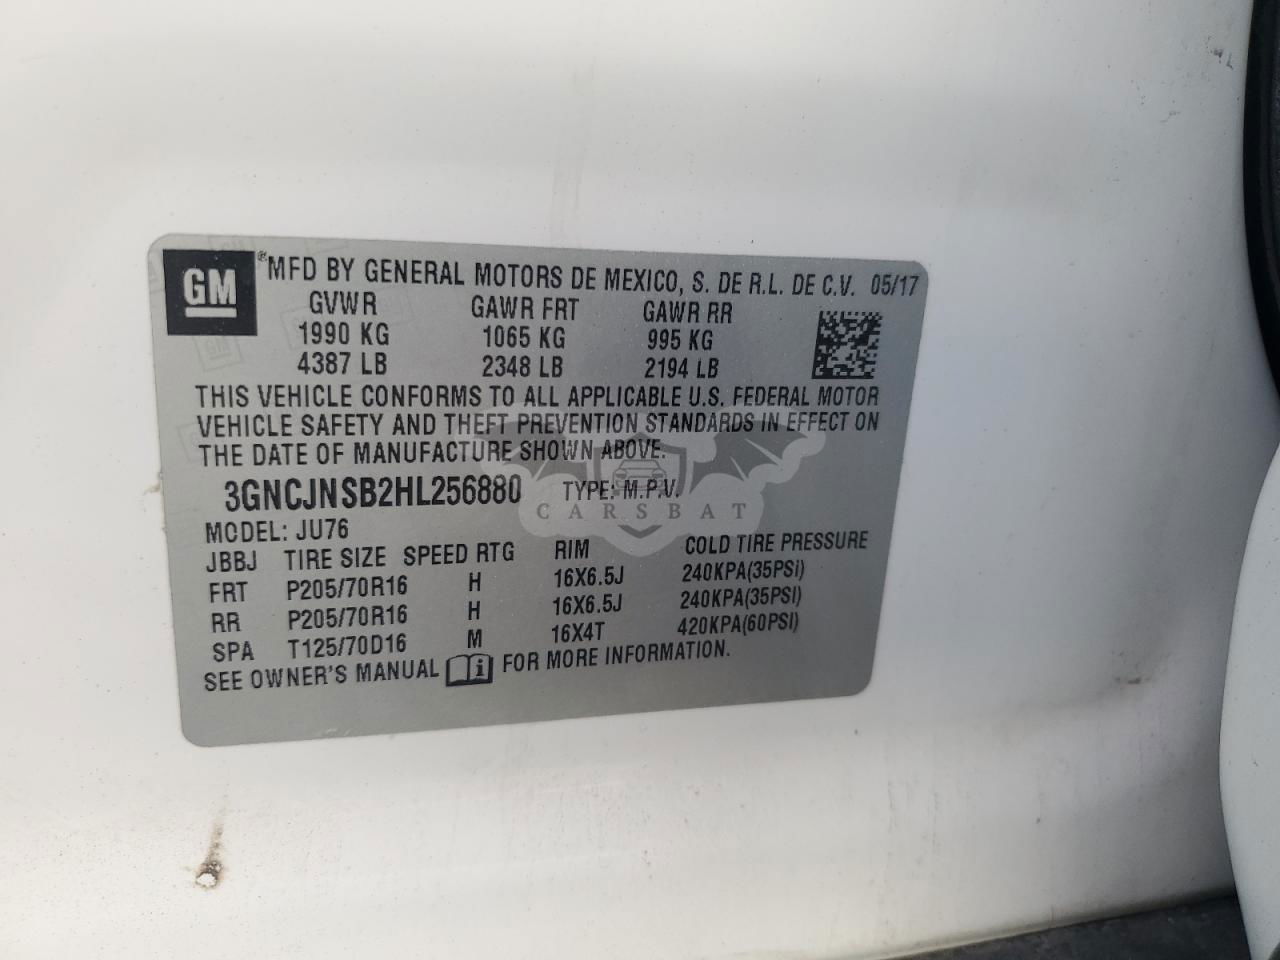 GM ®MFD BY GENERAL MOTORS DE MEXICO, S. DE R.L. DE C.V. 05/17
GVWR GAWR FRT GAWR RR
1990 KG 1065 KG 995 KG
4387 LB 2348 LB 2194 LB
THIS VEHICLE CONFORMS TO ALL APPLICABLE U.S. FEDERAL MOTOR
VEHICLE SAFETY AND THEFT PREVENTION STANDARDS IN EFFECT ON
THE DATE OF MANUFACTURE SHOWN ABOVE.
3GNCJNSB2HL256880 TYPE: M.P.V.
CARSBAT
MODEL: JU76
JBBJ TIRE SIZE SPEED RTG RIM COLD TIRE PRESSURE
FRT P205/70R16 H 16X6.5J 240KPA(35PSI)
RR P205/70R16 H 16X6.5J 240KPA(35PSI)
SPA T125/70D16 M 16X4T 420KPA(60PSI)
SEE OWNER'S MANUAL i FOR MORE INFORMATION.